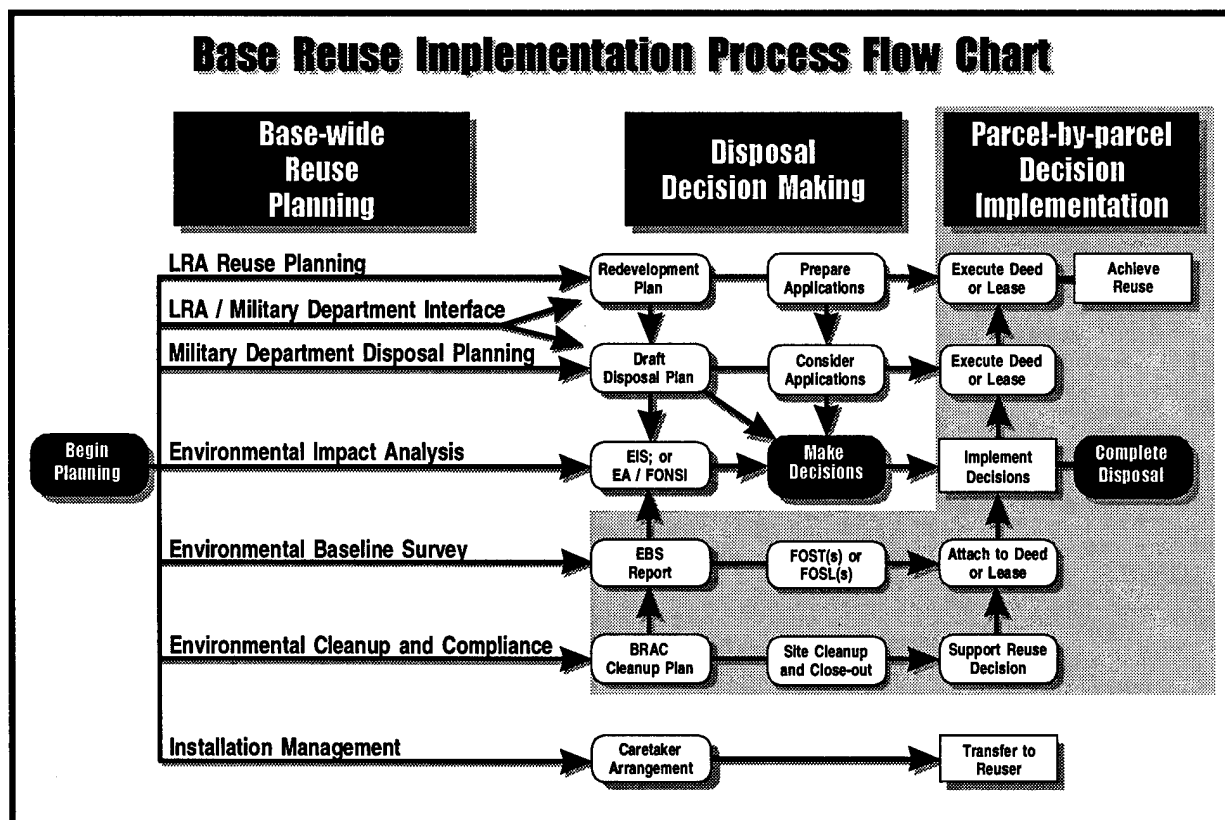 Base Reuse Implementation Process Flow Chart
Base-wide
Reuse
Planning
Disposal
Decision Making
Parcel-by-parcel
Decision
Implementation
LRA Reuse Planning
Redevelopment
Plan
Prepare
Applications
Execute Deed
or Lease
Achieve
Reuse
LRA / Military Department Interface
Military Department Disposal Planning
Draft
Disposal Plan
Consider
Applications
Execute Deed
or Lease
Begin
Planning
Environmental Impact Analysis
EIS; or
EA / FONSI
Make
Decisions
Implement
Decisions
Complete
Disposal
Environmental Baseline Survey
EBS
Report
FOST(s) or
FOSL(s)
Attach to Deed
or Lease
Environmental Cleanup and Compliance
BRAC
Cleanup Plan
Site Cleanup
and Close-out
Support Reuse
Decision
Installation Management
Caretaker
Arrangement
Transfer to
Reuser